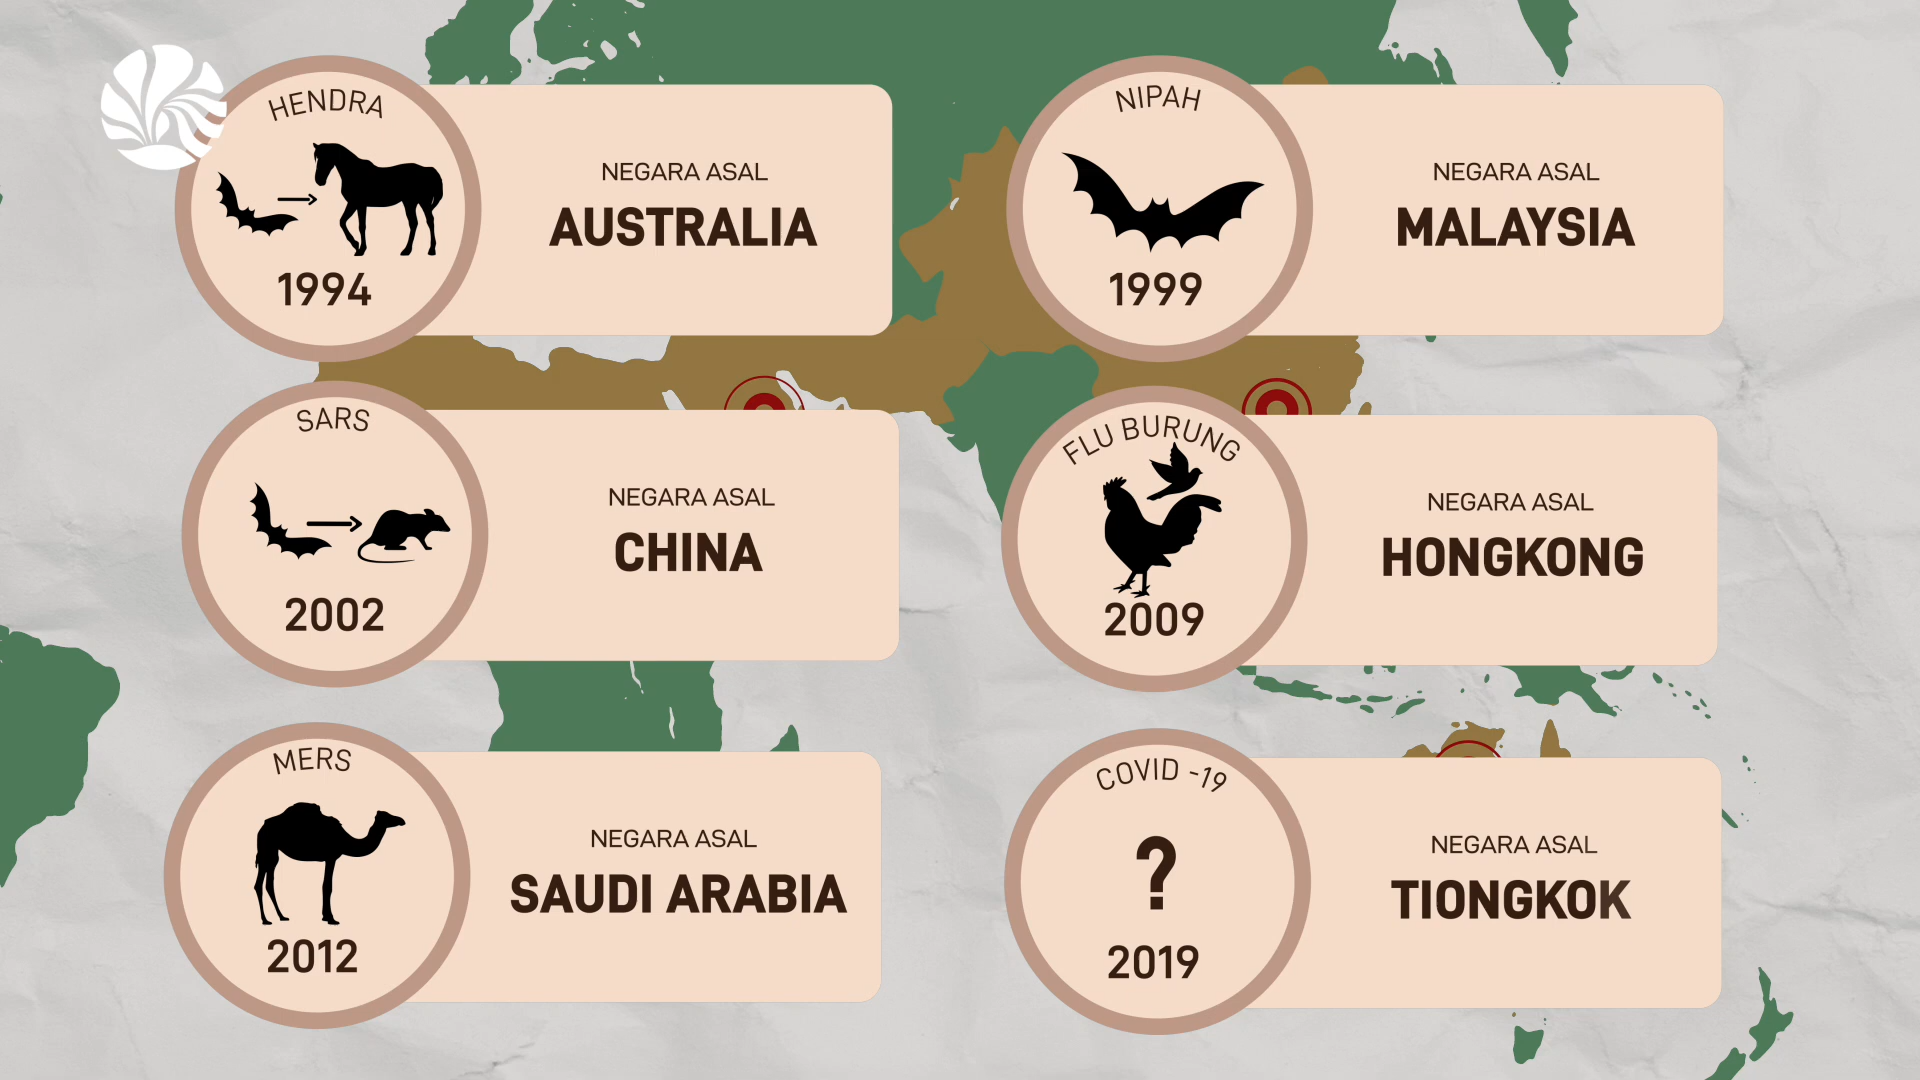 HENDRA
1994
NEGARA ASAL
AUSTRALIA
NIPAH
1999
NEGARA ASAL
MALAYSIA
SARS
2002
NEGARA ASAL
CHINA
FLU BURUNG
2009
NEGARA ASAL
HONGKONG
MERS
2012
NEGARA ASAL
SAUDI ARABIA
COVID -19
?
2019
NEGARA ASAL
TIONGKOK